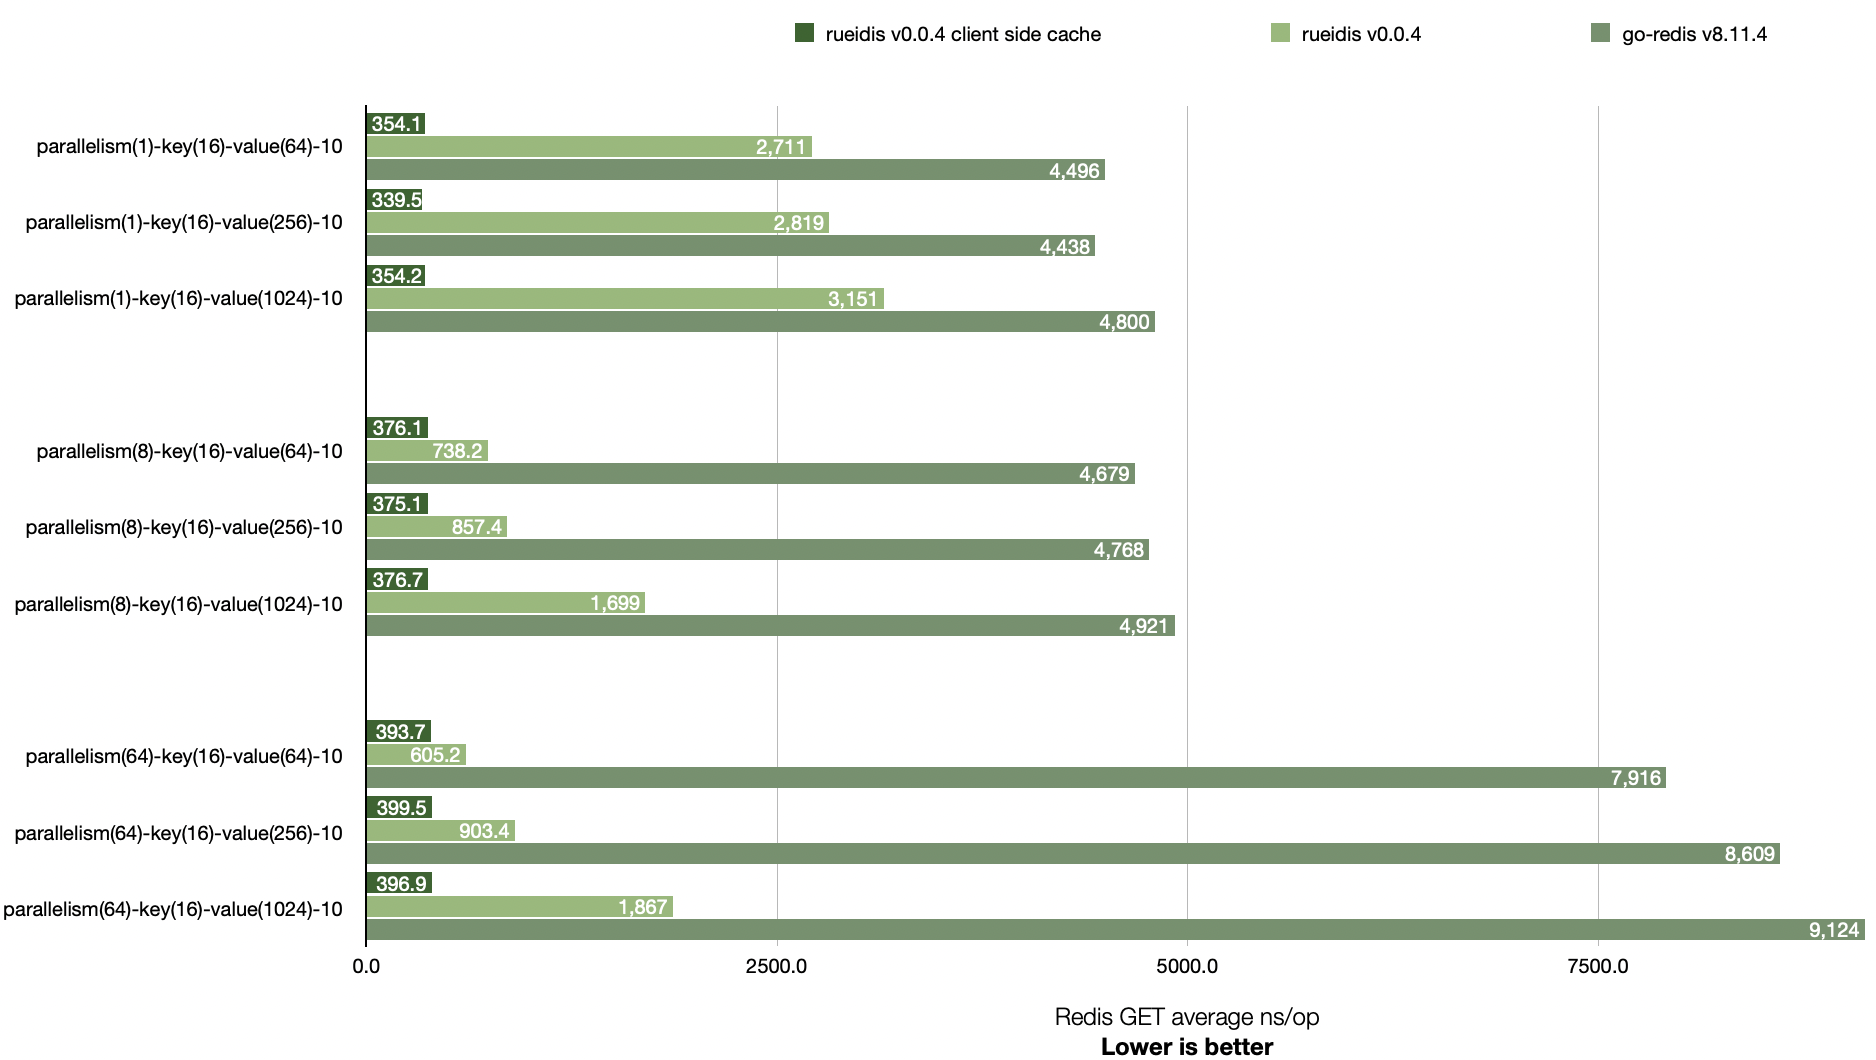 rueidis v0.0.4 client side cache
rueidis v0.0.4
go-redis v8.11.4
parallelism(1)-key(16)-value(64)-10
354.1
2,711
4,496
parallelism(1)-key(16)-value(256)-10
339.5
2,819
4,438
parallelism(1)-key(16)-value(1024)-10
354.2
3,151
4,800
parallelism(8)-key(16)-value(64)-10
376.1
738.2
4,679
parallelism(8)-key(16)-value(256)-10
375.1
857.4
4,768
parallelism(8)-key(16)-value(1024)-10
376.7
1,699
4,921
parallelism(64)-key(16)-value(64)-10
393.7
605.2
7,916
parallelism(64)-key(16)-value(256)-10
399.5
903.4
8,609
parallelism(64)-key(16)-value(1024)-10
396.9
1,867
9,124
0.0
2500.0
5000.0
7500.0
Redis GET average ns/op
Lower is better